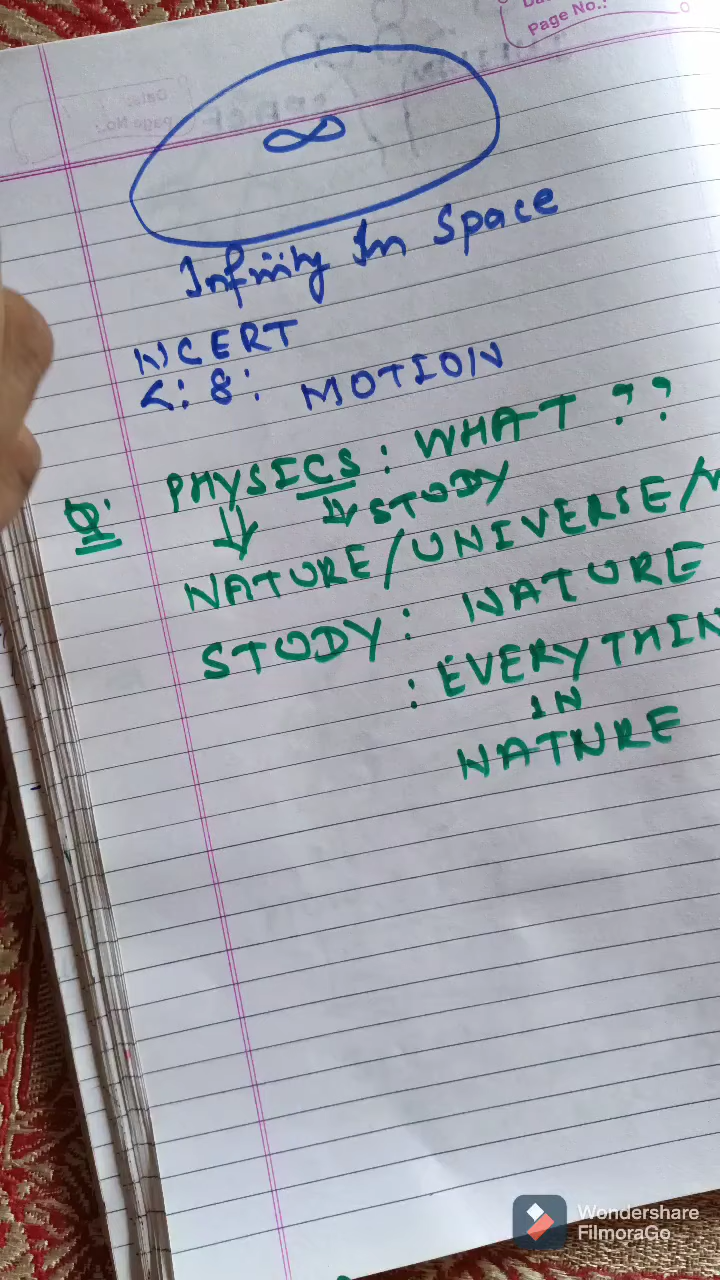 Page No.:
∞
Infinity In Space
NCERT
C: 8: MOTION
Q: PHYSICS: WHAT ??
STUDY
NATURE/UNIVERSE/
STUDY: NATURE
: EVERYTHIN
IN
NATURE
Wondershare
FilmoraGo